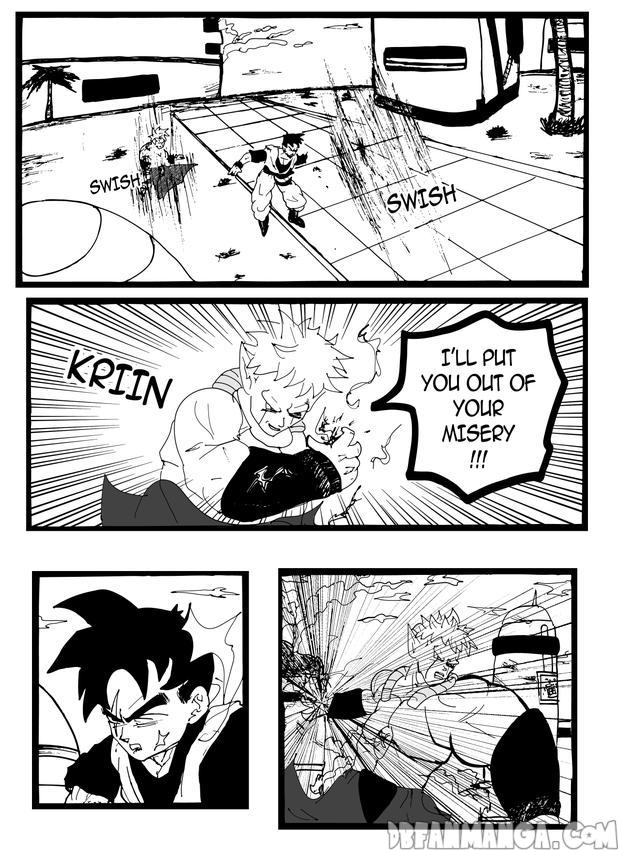 SWISH
SWISH
KRIIN
I'LL PUT
YOU OUT OF
YOUR
MISERY
!!!
DBFANMANGA.COM